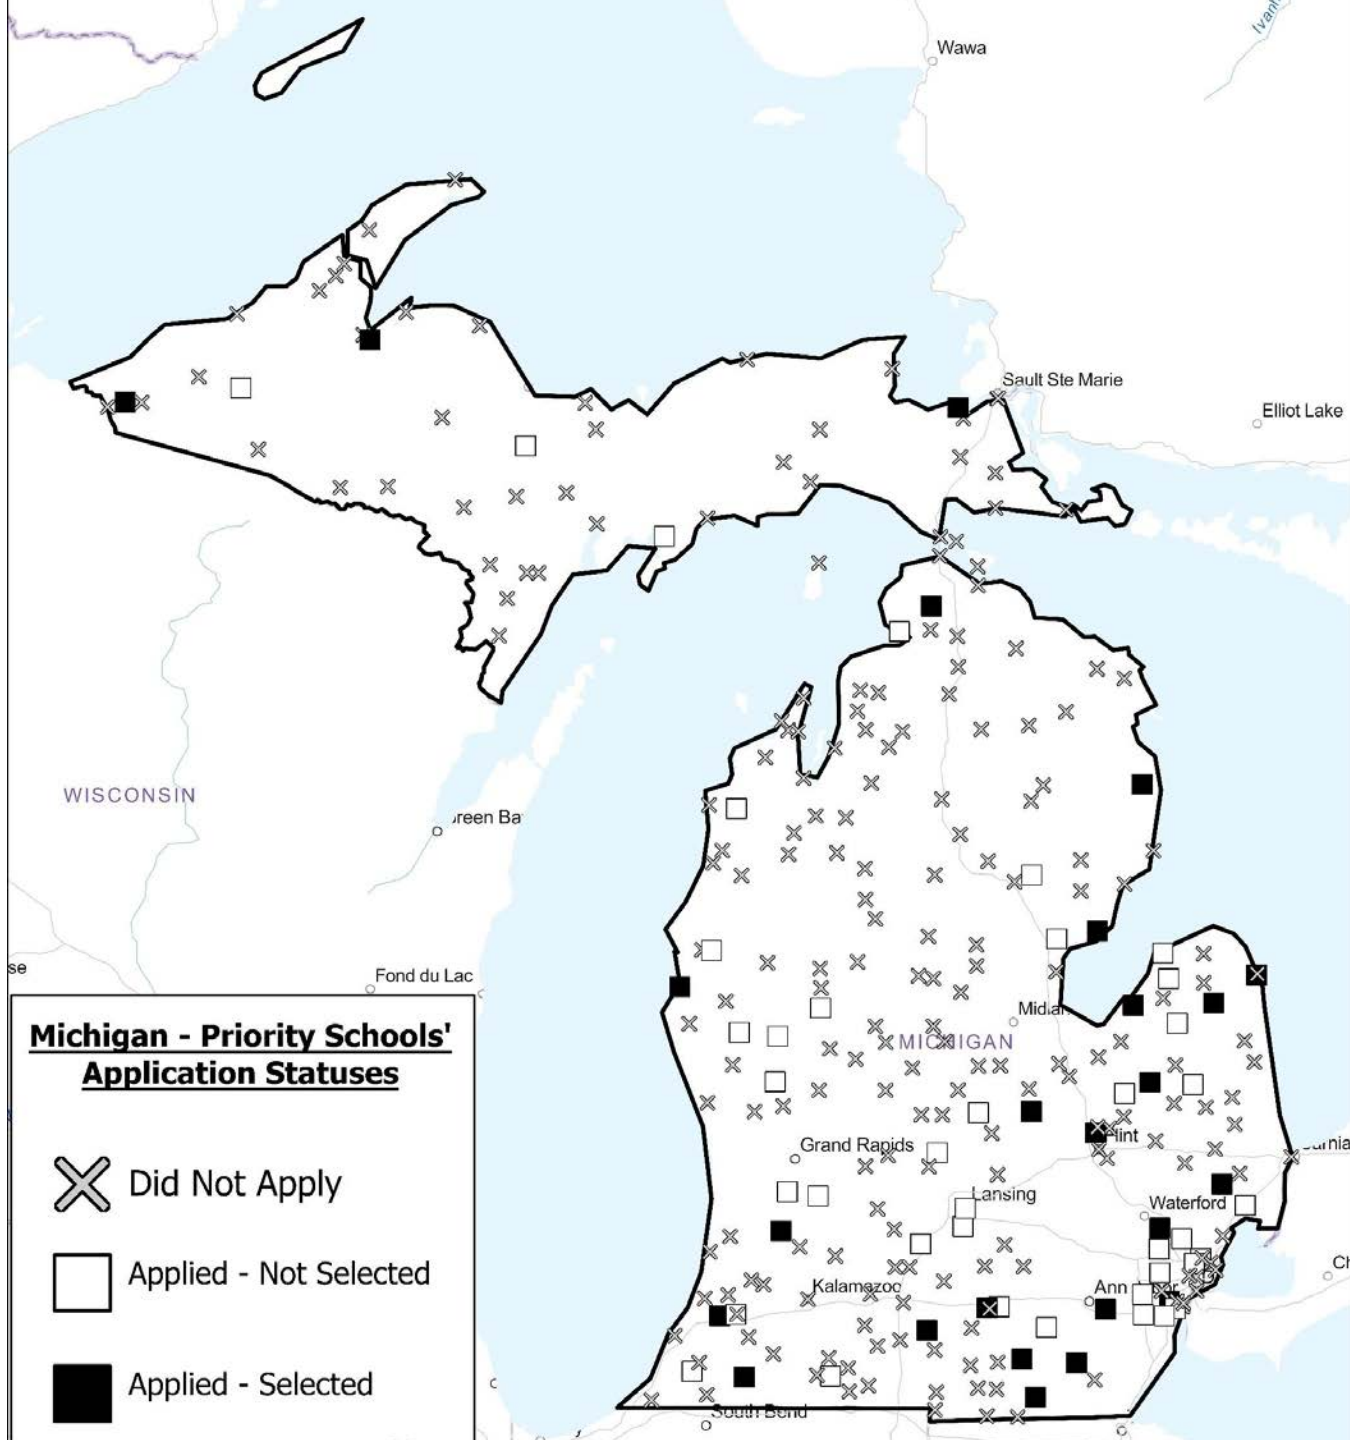 Wawa
Sault Ste Marie
Elliot Lake
WISCONSIN
Fond du Lac
MICHIGAN
Grand Rapids
Lansing
Waterford
Kalamazoo
Ann
South Bend
Michigan - Priority Schools'
Application Statuses
Did Not Apply
Applied - Not Selected
Applied - Selected